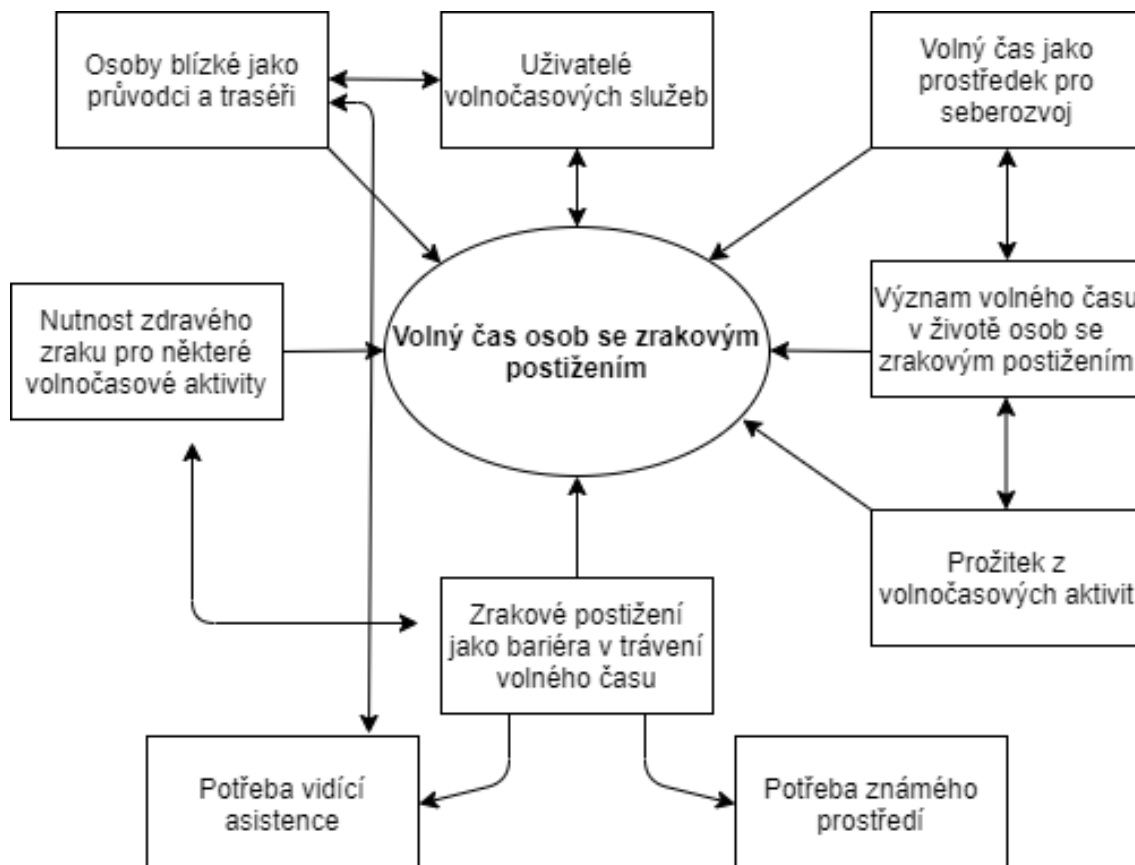 Osoby blízké jako
průvodci a traséři
Uživatelé
volnočasových služeb
Volný čas jako
prostředek pro
seberozvoj
Nutnost zdravého
zraku pro některé
volnočasové aktivity
Volný čas osob se zrakovým
postižením
Význam volného času
v životě osob se
zrakovým postižením
Prožitek z
volnočasových aktivit
Zrakové postižení
jako bariéra v trávení
volného času
Potřeba vidící
asistence
Potřeba známého
prostředí